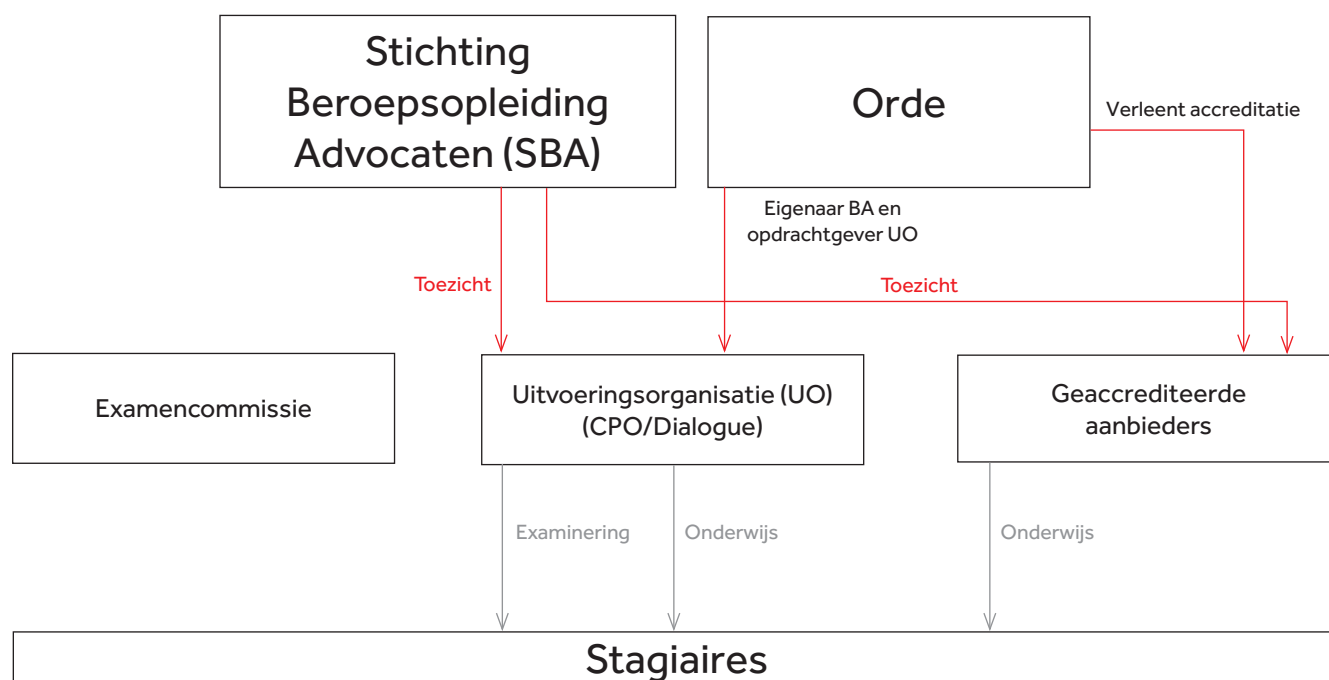 Stichting
Beroepsopleiding
Advocaten (SBA)
Orde
Verleent accreditatie
Eigenaar BA en
opdrachtgever UO
Toezicht
Toezicht
Examencommissie
Uitvoeringsorganisatie (UO)
(CPO/Dialogue)
Geaccrediteerde
aanbieders
Examinering
Onderwijs
Onderwijs
Stagiaires